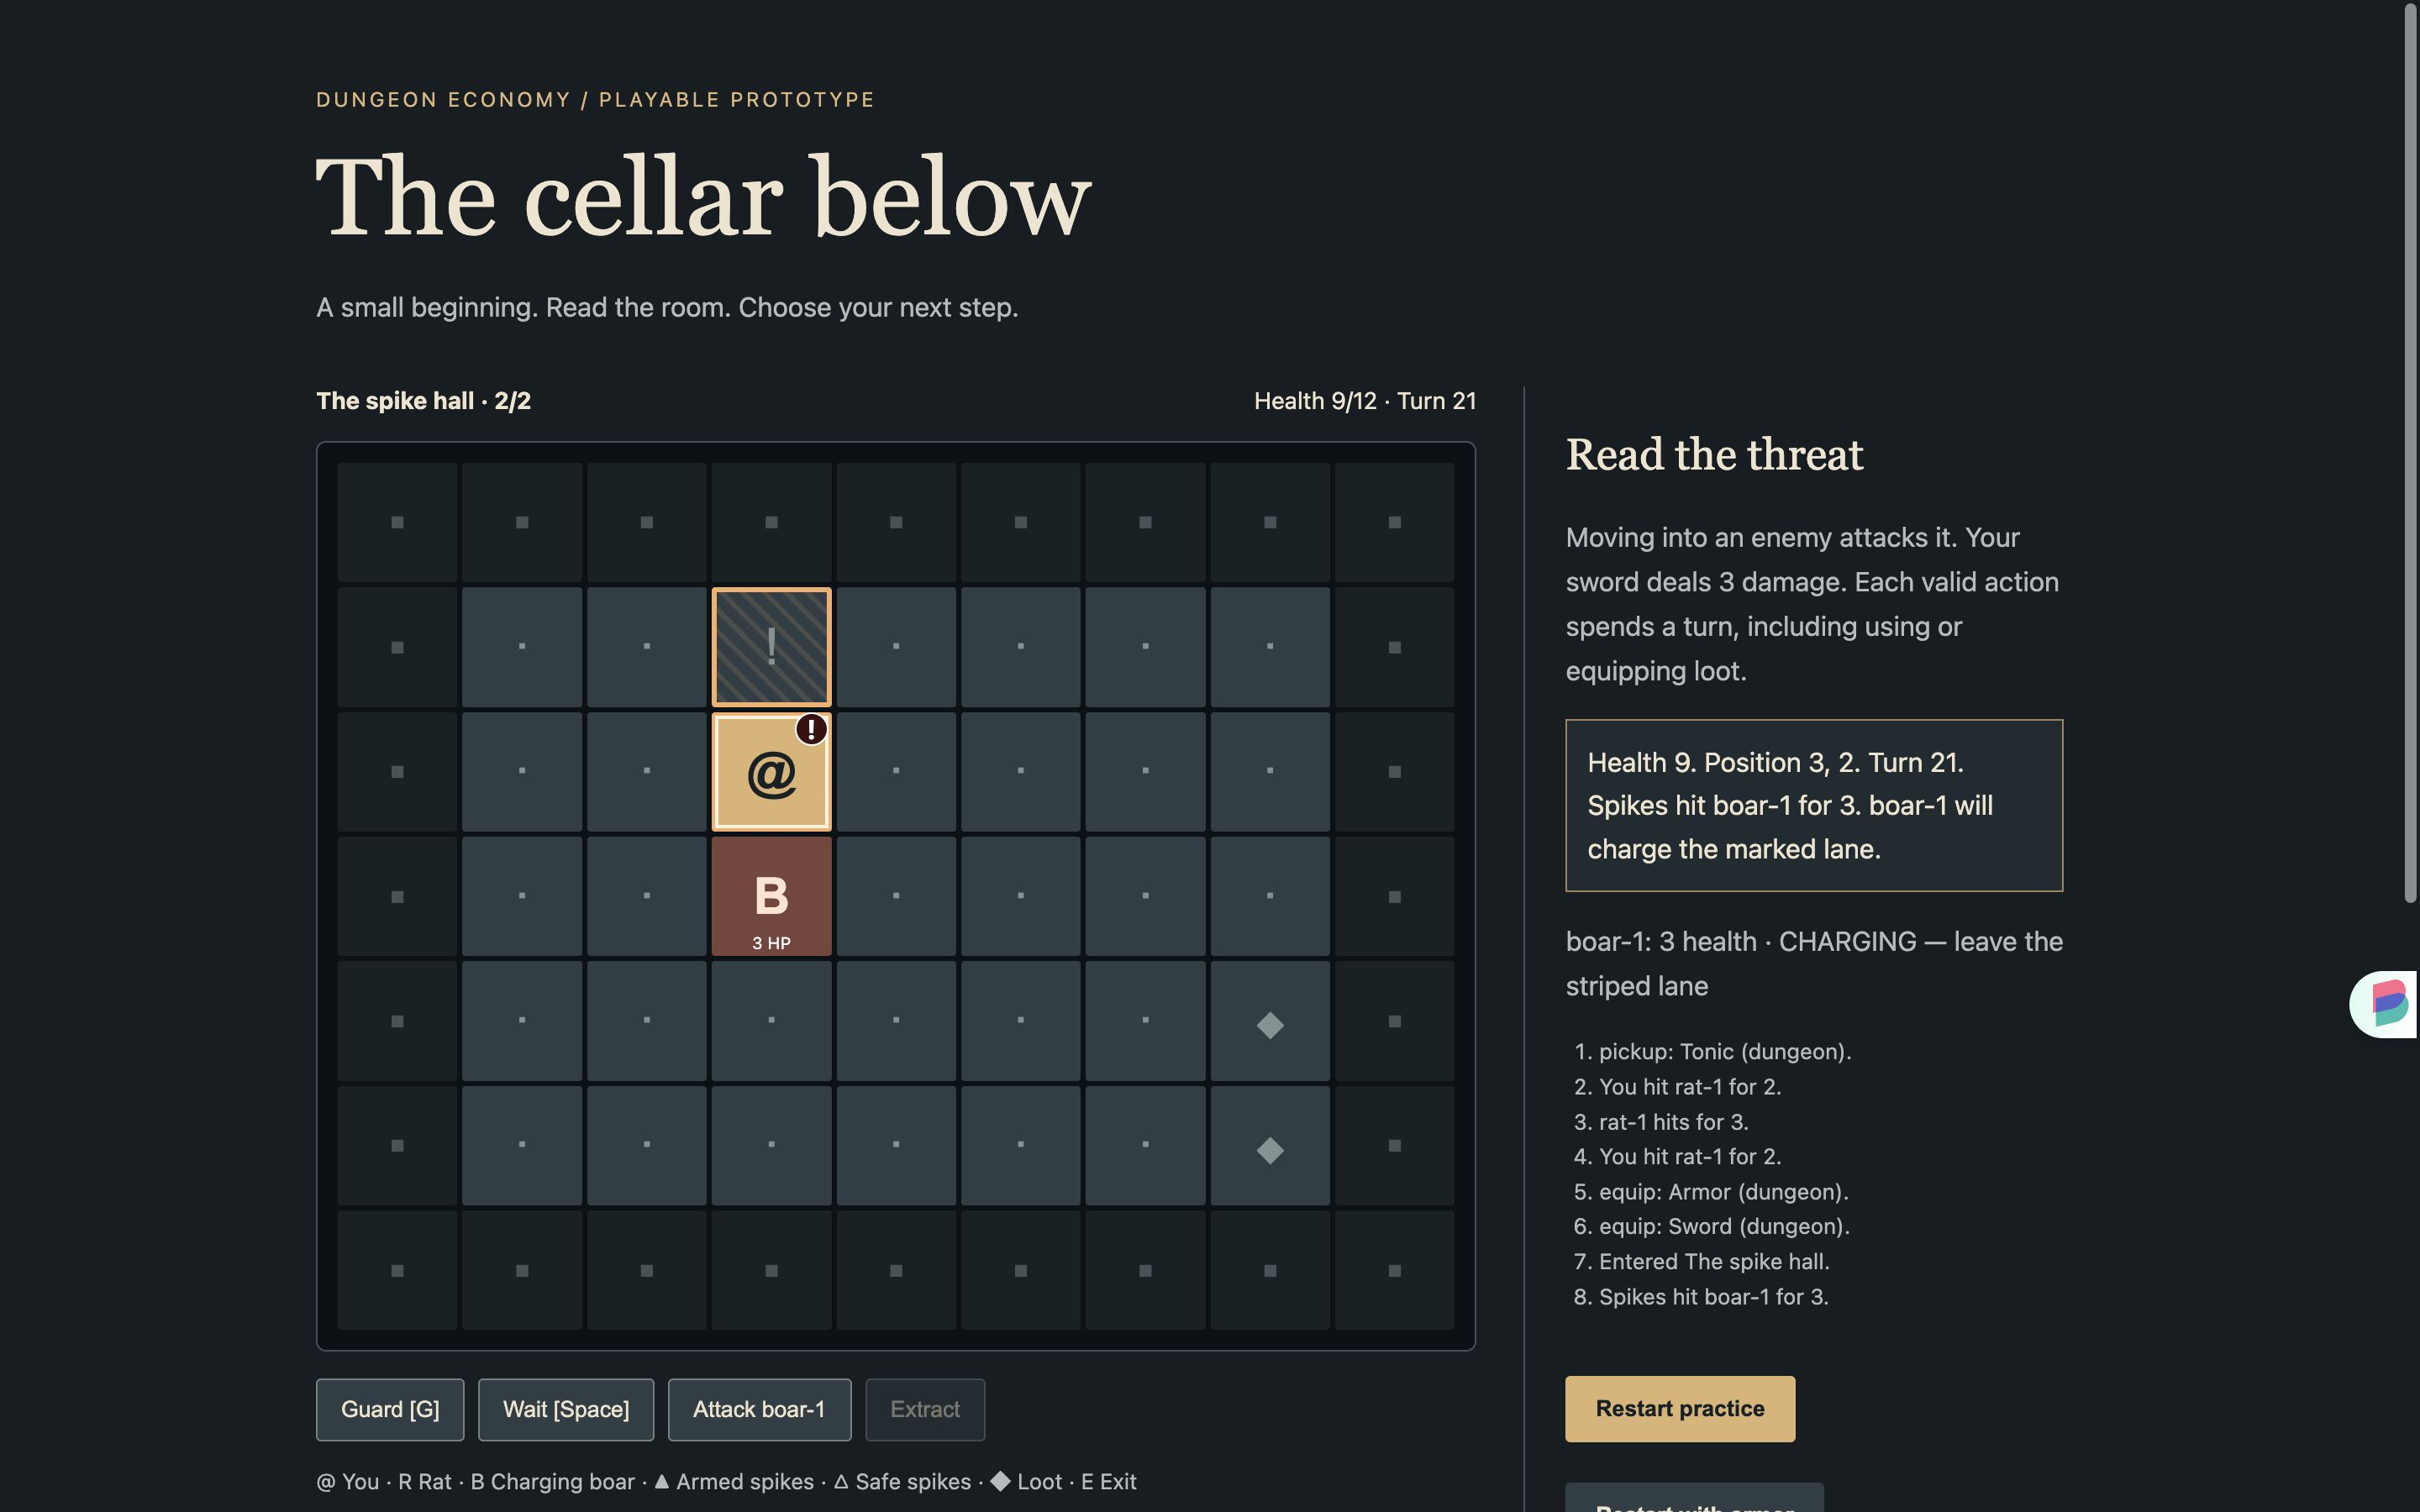 DUNGEON ECONOMY / PLAYABLE PROTOTYPE
The cellar below
A small beginning. Read the room. Choose your next step.
The spike hall · 2/2
Health 9/12 · Turn 21
!
@
!
B
3 HP
Guard [G]
Wait [Space]
Attack boar-1
Extract
@ You · R Rat · B Charging boar · ▲ Armed spikes · △ Safe spikes · ◆ Loot · E Exit
Read the threat
Moving into an enemy attacks it. Your
sword deals 3 damage. Each valid action
spends a turn, including using or
equipping loot.
Health 9. Position 3, 2. Turn 21.
Spikes hit boar-1 for 3. boar-1 will
charge the marked lane.
boar-1: 3 health · CHARGING — leave the
striped lane
1. pickup: Tonic (dungeon).
2. You hit rat-1 for 2.
3. rat-1 hits for 3.
4. You hit rat-1 for 2.
5. equip: Armor (dungeon).
6. equip: Sword (dungeon).
7. Entered The spike hall.
8. Spikes hit boar-1 for 3.
Restart practice